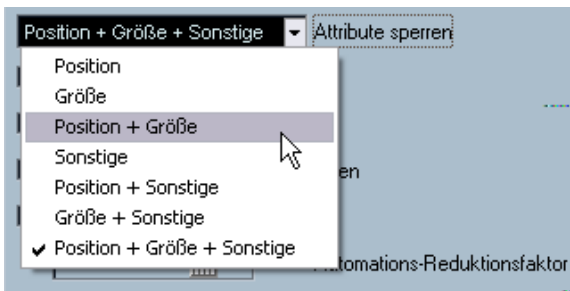 Position + Größe + Sonstige Attribute sperren
Position
Größe
Position + Größe
Sonstige
en
Position + Sonstige
Größe + Sonstige
Position + Größe + Sonstige
tomations-Reduktionsfaktor